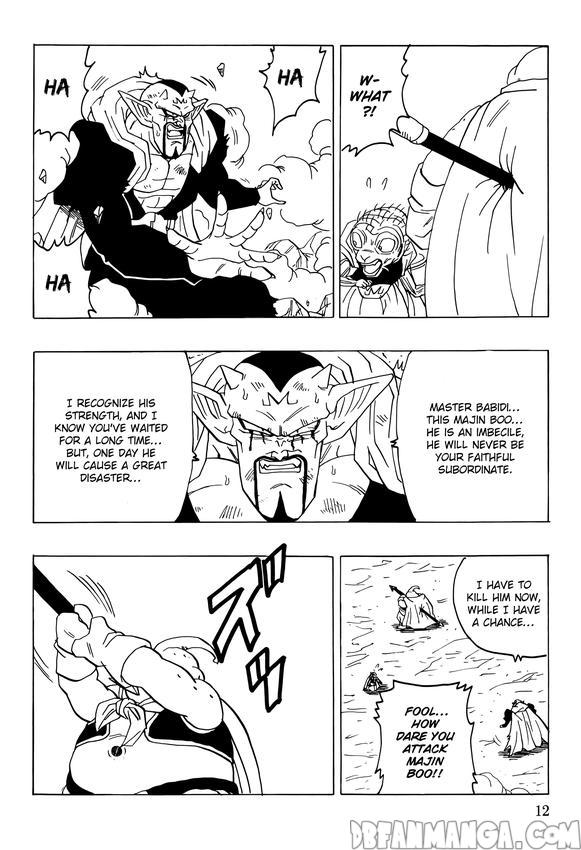 W-
WHAT
?!
HA
HA
HA
MASTER BABIDI...
THIS MAJIN BOO...
HE IS AN IMBECILE,
HE WILL NEVER
BE YOUR
FAITHFUL
SUBORDINATE.
I RECOGNIZE HIS
STRENGTH, AND I
KNOW YOU'VE WAITED
FOR A LONG TIME...
BUT, ONE DAY HE
WILL CAUSE A GREAT
DISASTER...
I HAVE TO
KILL HIM NOW,
WHILE I HAVE
A CHANCE...
FOOL...
HOW
DARE YOU
ATTACK
MAJIN
BOO!!
ズズッ
12
DBFANMANGA.COM